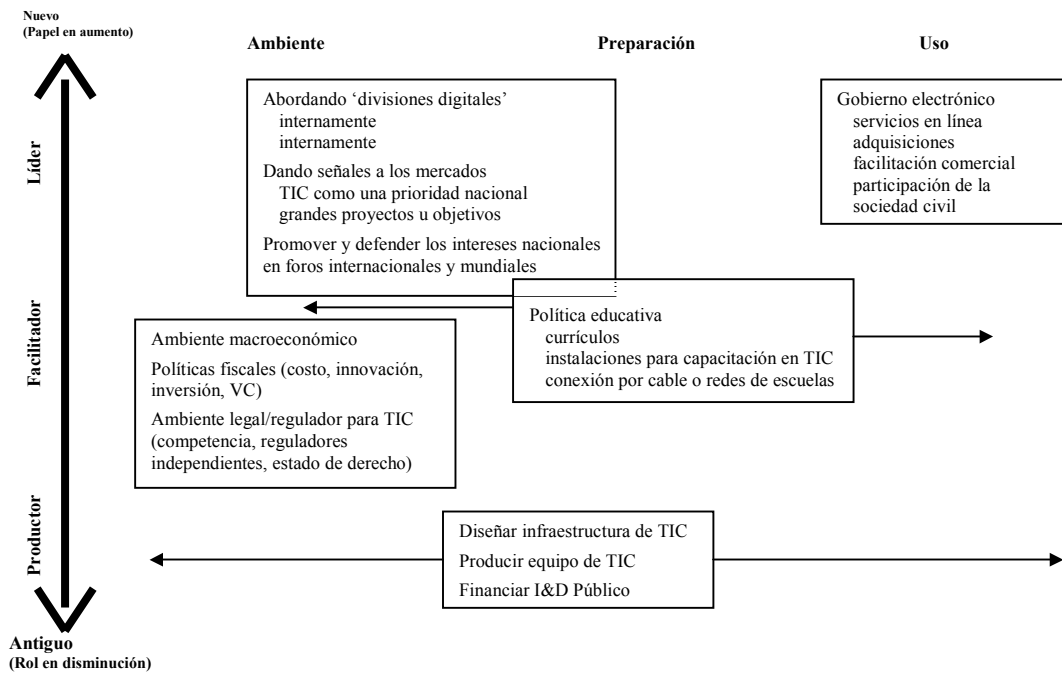 Nuevo
(Papel en aumento)
Ambiente
Preparación
Uso
Líder
Abordando ‘divisiones digitales’
internamente
internamente
Dando señales a los mercados
TIC como una prioridad nacional
grandes proyectos u objetivos
Promover y defender los intereses nacionales
en foros internacionales y mundiales
Gobierno electrónico
servicios en línea
adquisiciones
facilitación comercial
participación de la
sociedad civil
Facilitador
Ambiente macroeconómico
Políticas fiscales (costo, innovación,
inversión, VC)
Ambiente legal/regulador para TIC
(competencia, reguladores
independientes, estado de derecho)
Política educativa
currículos
instalaciones para capacitación en TIC
conexión por cable o redes de escuelas
Productor
Diseñar infraestructura de TIC
Producir equipo de TIC
Financiar I&D Público
Antiguo
(Rol en disminución)